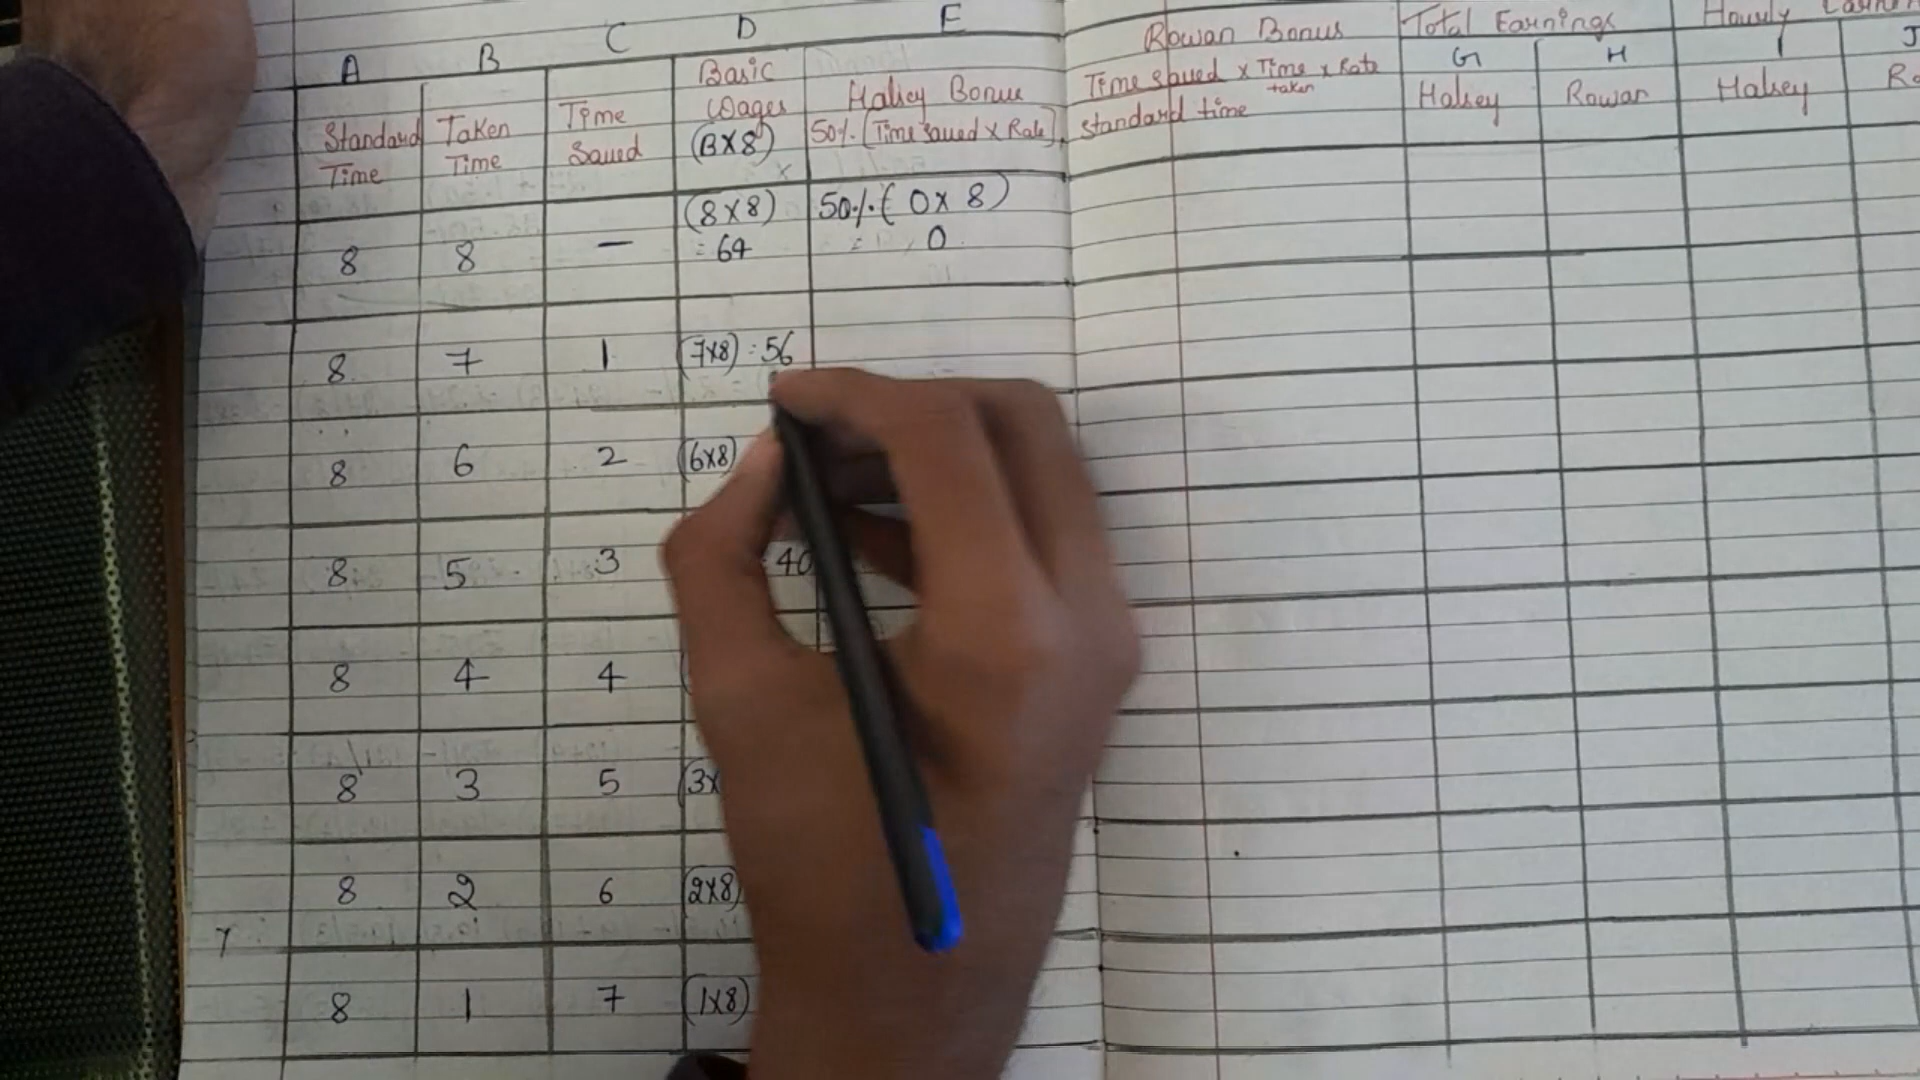 A B C D E
Standard Time
Taken Time
Time Saved
Basic Wages (B×8)
Halsey Bonus
50%. [Time saved × Rate]
Rowan Bonus
Time saved × Time taken × Rate
standard time
Total Earnings
Hourly
G H I J
Halsey Rowan Halsey
8 8 — (8×8) = 64 50%.( 0×8) = 0
8 7 1 (7×8) = 56
8 6 2 (6×8)
8 5 3 40
8 4 4
8 3 5 (3×
8 2 6 (2×8)
8 1 7 (1×8)